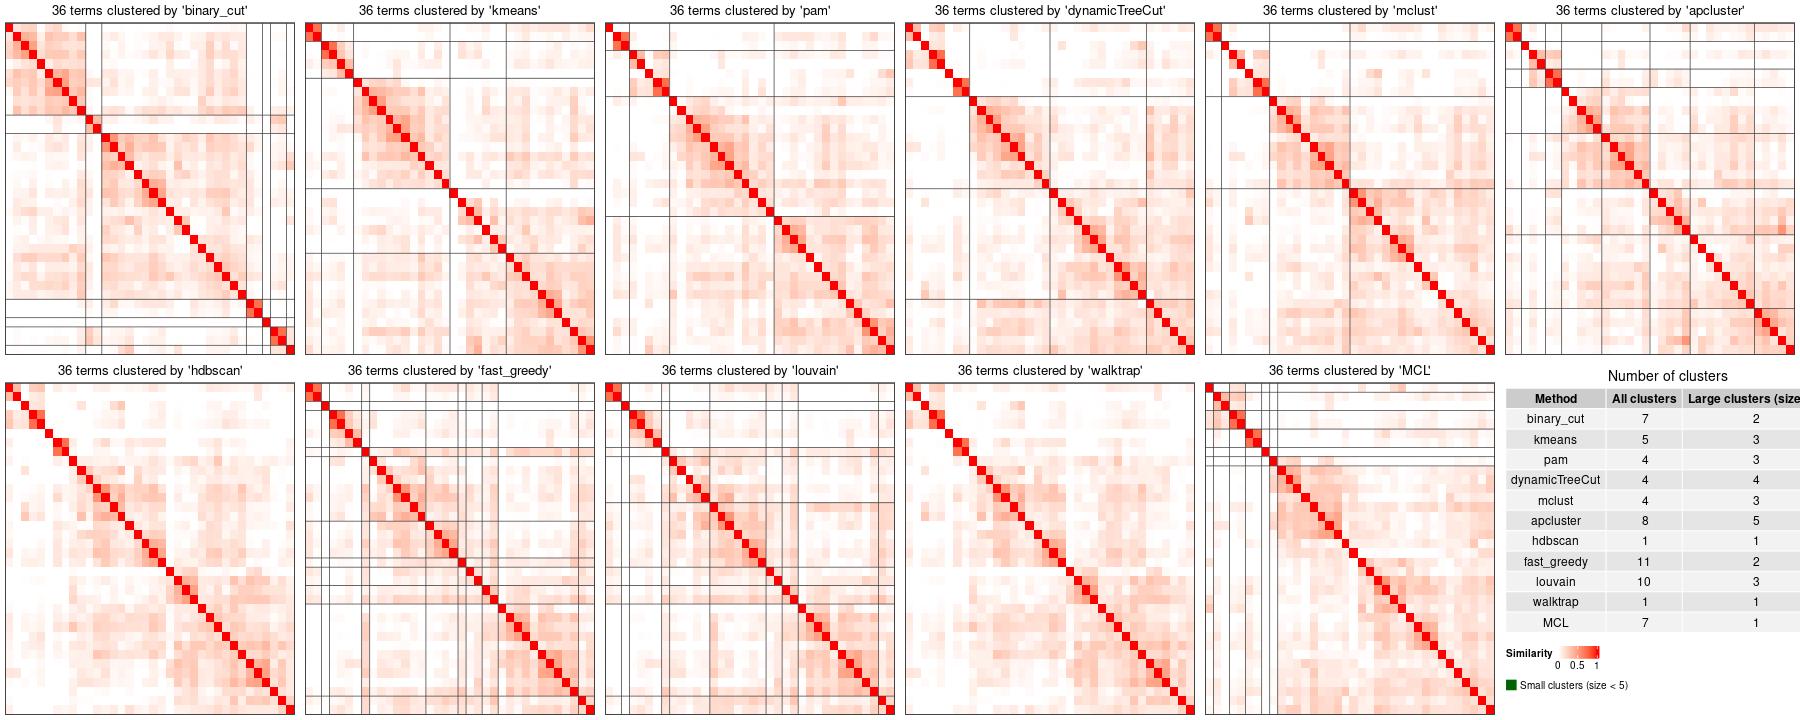 36 terms clustered by 'binary_cut'
36 terms clustered by 'kmeans'
36 terms clustered by 'pam'
36 terms clustered by 'dynamicTreeCut'
36 terms clustered by 'mclust'
36 terms clustered by 'apcluster'
36 terms clustered by 'hdbscan'
36 terms clustered by 'fast_greedy'
36 terms clustered by 'louvain'
36 terms clustered by 'walktrap'
36 terms clustered by 'MCL'
Number of clusters
Method All clusters Large clusters (size
binary_cut 7 2
kmeans 5 3
pam 4 3
dynamicTreeCut 4 4
mclust 4 3
apcluster 8 5
hdbscan 1 1
fast_greedy 11 2
louvain 10 3
walktrap 1 1
MCL 7 1
Similarity
0 0.5 1
Small clusters (size < 5)